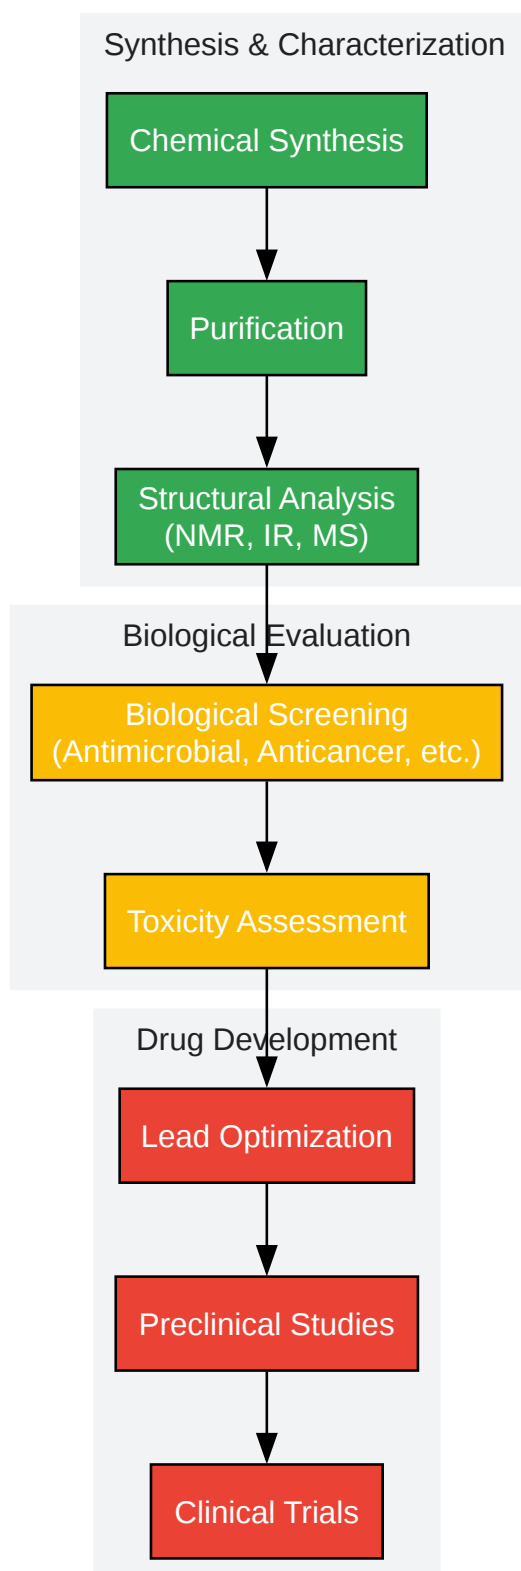 Synthesis & Characterization
Chemical Synthesis
Purification
Structural Analysis
(NMR, IR, MS)
Biological Evaluation
Biological Screening
(Antimicrobial, Anticancer, etc.)
Toxicity Assessment
Drug Development
Lead Optimization
Preclinical Studies
Clinical Trials